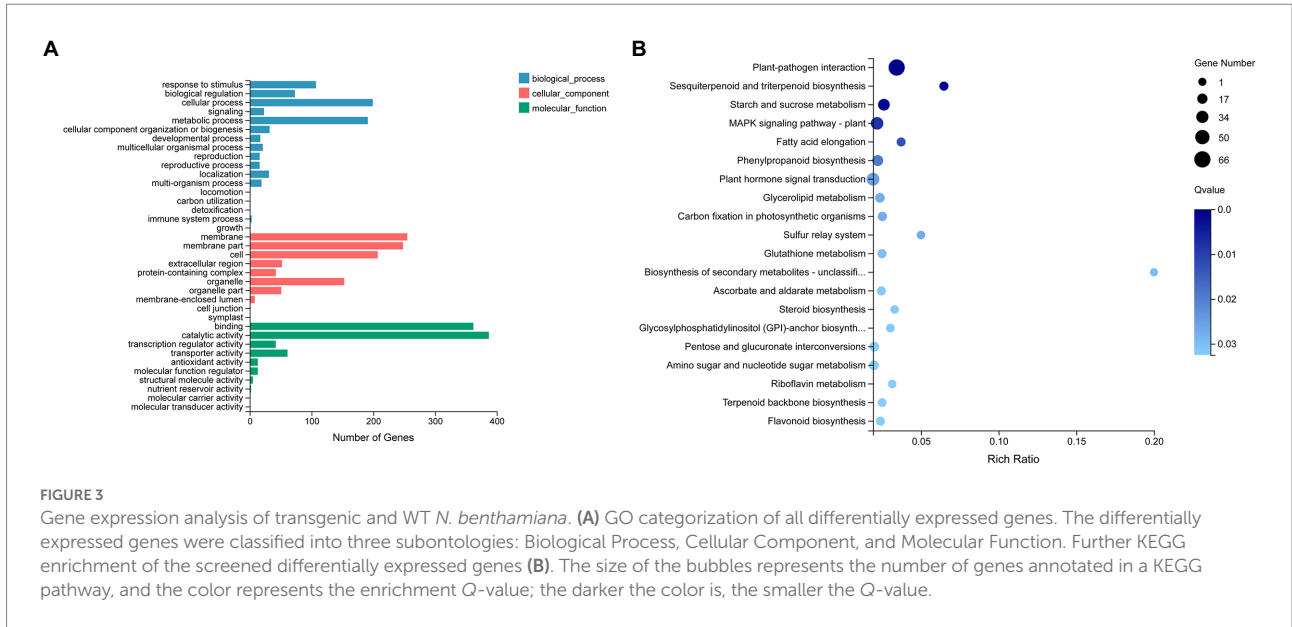 A
response to stimulus
biological regulation
cellular process
signaling
metabolic process
cellular component organization or biogenesis
developmental process
multicellular organismal process
reproduction
reproductive process
localization
multi-organism process
locomotion
carbon utilization
detoxification
immune system process
growth
membrane
membrane part
cell
extracellular region
protein-containing complex
organelle
organelle part
membrane-enclosed lumen
cell junction
symplast
binding
catalytic activity
transcription regulator activity
transporter activity
antioxidant activity
molecular function regulator
structural molecule activity
nutrient reservoir activity
molecular carrier activity
molecular transducer activity
0 100 200 300 400
Number of Genes
biological_process
cellular_component
molecular_function
B
Plant-pathogen interaction
Sesquiterpenoid and triterpenoid biosynthesis
Starch and sucrose metabolism
MAPK signaling pathway - plant
Fatty acid elongation
Phenylpropanoid biosynthesis
Plant hormone signal transduction
Glycerolipid metabolism
Carbon fixation in photosynthetic organisms
Sulfur relay system
Glutathione metabolism
Biosynthesis of secondary metabolites - unclassifi...
Ascorbate and aldarate metabolism
Steroid biosynthesis
Glycosylphosphatidylinositol (GPI)-anchor biosynth...
Pentose and glucuronate interconversions
Amino sugar and nucleotide sugar metabolism
Riboflavin metabolism
Terpenoid backbone biosynthesis
Flavonoid biosynthesis
0.05 0.10 0.15 0.20
Rich Ratio
Gene Number
1
17
34
50
66
Qvalue
0.0
0.01
0.02
0.03
FIGURE 3
Gene expression analysis of transgenic and WT N. benthamiana. (A) GO categorization of all differentially expressed genes. The differentially
expressed genes were classified into three subontologies: Biological Process, Cellular Component, and Molecular Function. Further KEGG
enrichment of the screened differentially expressed genes (B). The size of the bubbles represents the number of genes annotated in a KEGG
pathway, and the color represents the enrichment Q-value; the darker the color is, the smaller the Q-value.